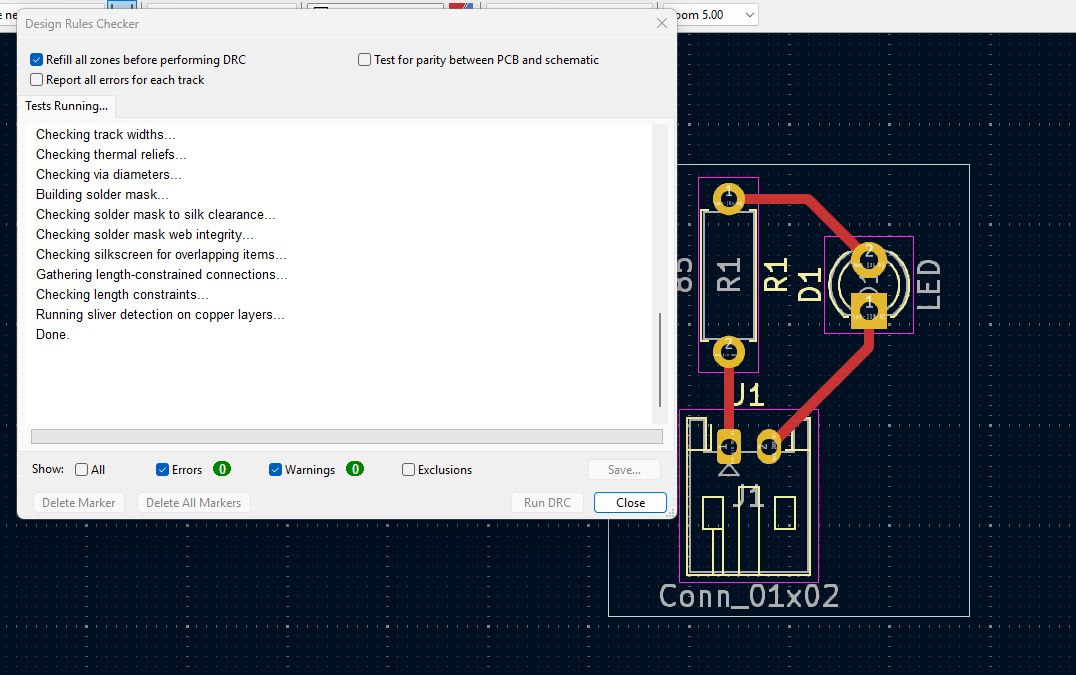 e ne
oom 5.00
Design Rules Checker
Refill all zones before performing DRC
Test for parity between PCB and schematic
Report all errors for each track
Tests Running...
Checking track widths...
Checking thermal reliefs...
Checking via diameters...
Building solder mask...
Checking solder mask to silk clearance...
Checking solder mask web integrity...
Checking silkscreen for overlapping items...
Gathering length-constrained connections...
Checking length constraints...
Running sliver detection on copper layers...
Done.
Show:
All
Errors 0
Warnings 0
Exclusions
Save...
Delete Marker
Delete All Markers
Run DRC
Close
1
85
R1
R1
2
D1
2
D1
1
LED
J1
1
2
J1
Conn_01x02